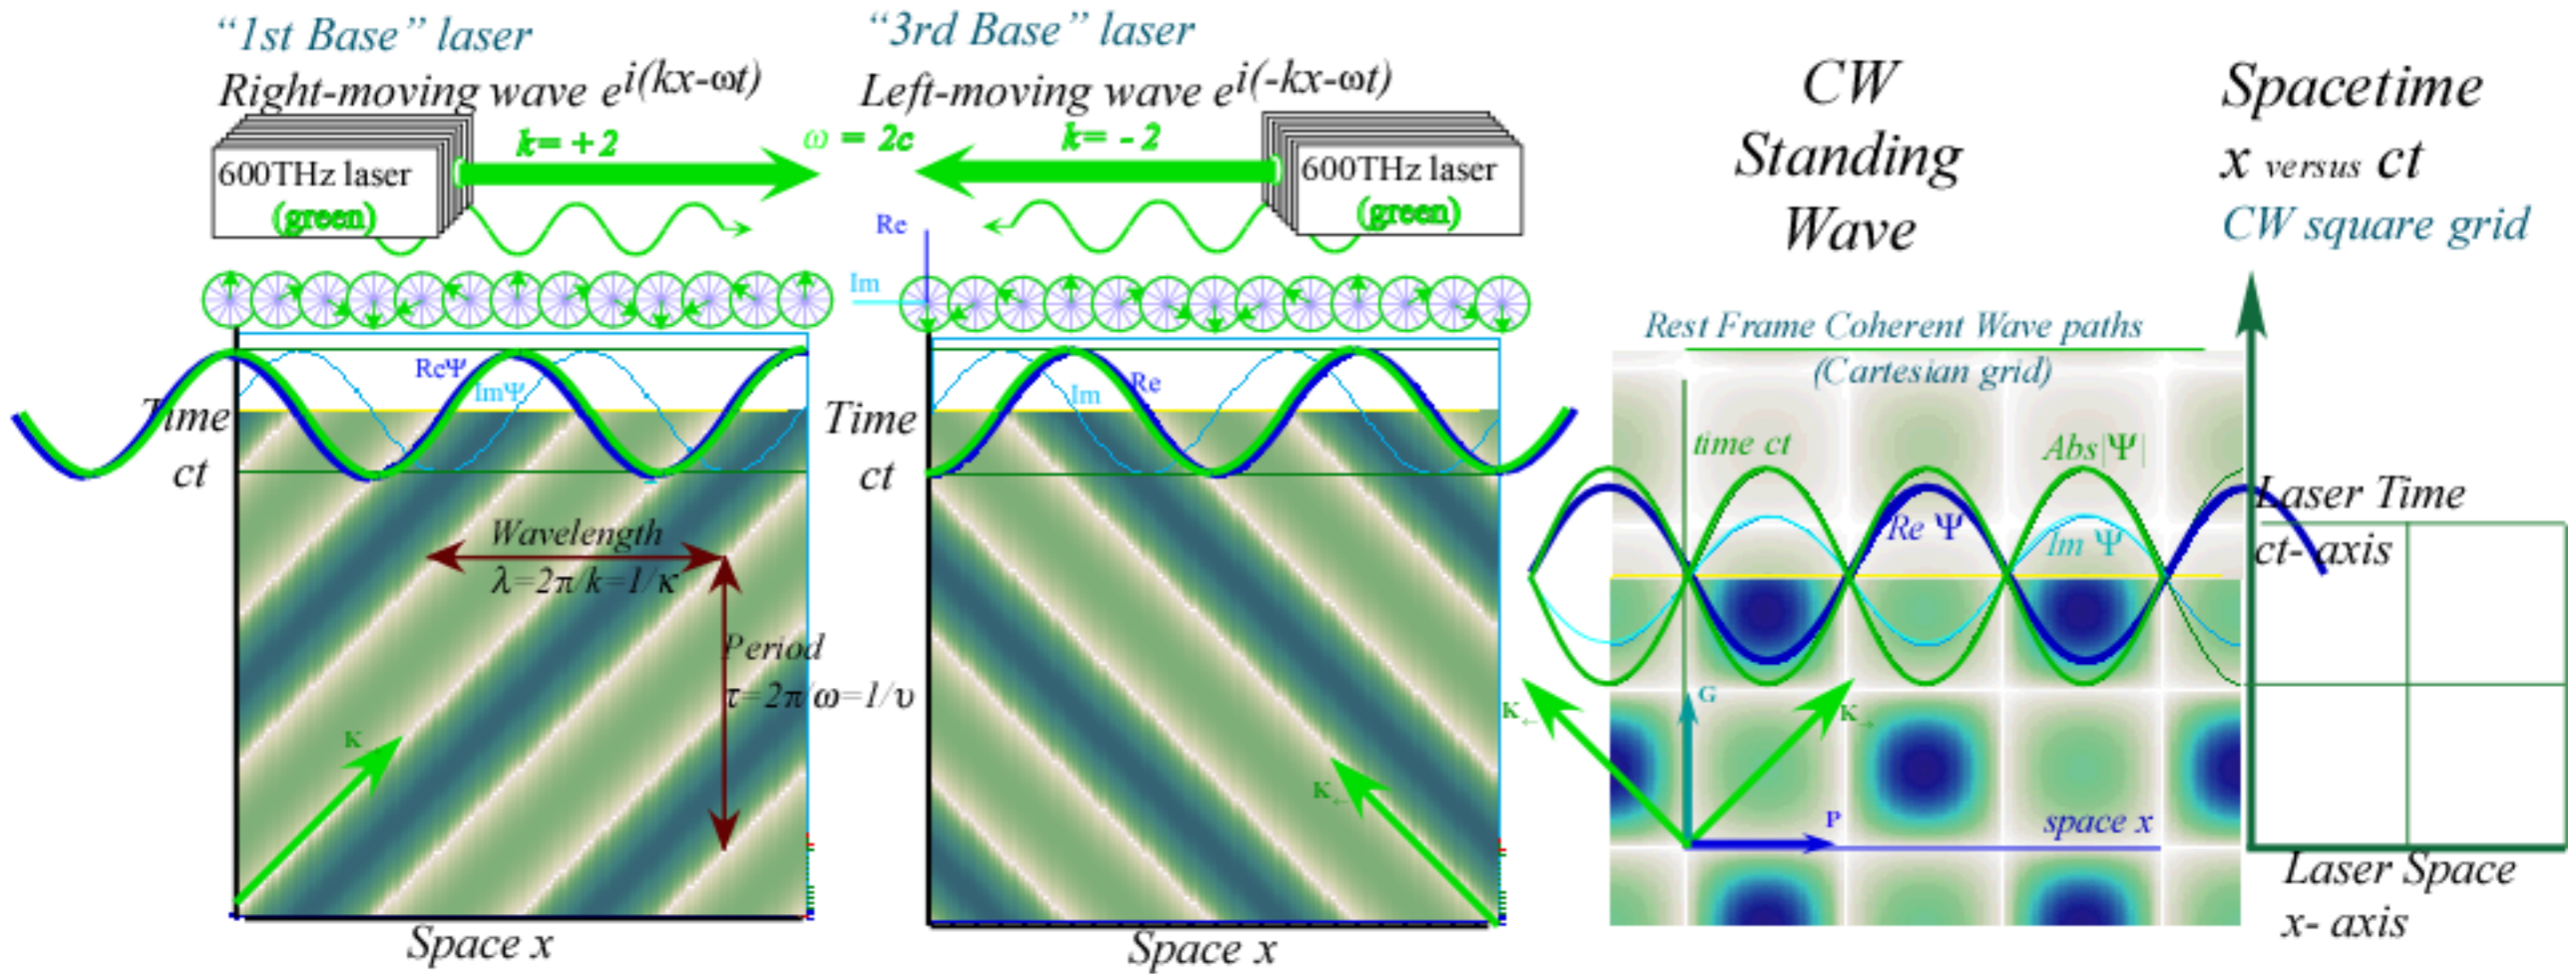 “1st Base” laser
Right-moving wave e^i(kx-ωt)
k= +2
600THz laser
(green)
ω = 2c
“3rd Base” laser
Left-moving wave e^i(-kx-ωt)
k= - 2
600THz laser
(green)
Re
Im
ReΨ
ImΨ
Time
ct
Wavelength
λ=2π/k=1/κ
Period
τ=2π/ω=1/υ
K→
Space x
Im
Re
Time
ct
K←
Space x
CW
Standing
Wave
Rest Frame Coherent Wave paths
(Cartesian grid)
time ct
Abs|Ψ|
Re Ψ
Im Ψ
K←
G
K→
P
space x
Spacetime
x versus ct
CW square grid
Laser Time
ct- axis
Laser Space
x- axis